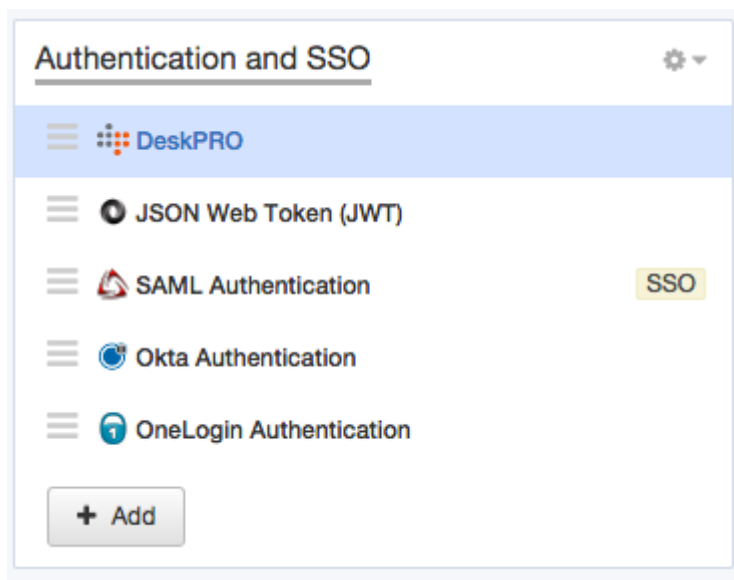 Authentication and SSO
DeskPRO
JSON Web Token (JWT)
SAML Authentication SSO
Okta Authentication
OneLogin Authentication
+ Add